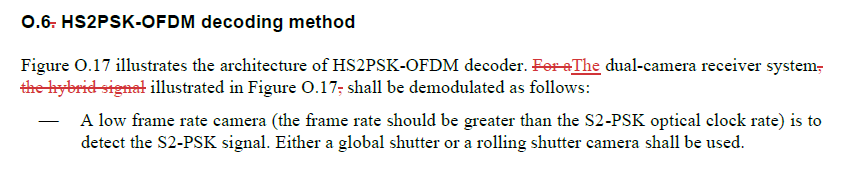 O.6. HS2PSK-OFDM decoding method
Figure O.17 illustrates the architecture of HS2PSK-OFDM decoder. For aThe dual-camera receiver system,
the hybrid signal illustrated in Figure O.17, shall be demodulated as follows:
— A low frame rate camera (the frame rate should be greater than the S2-PSK optical clock rate) is to
detect the S2-PSK signal. Either a global shutter or a rolling shutter camera shall be used.